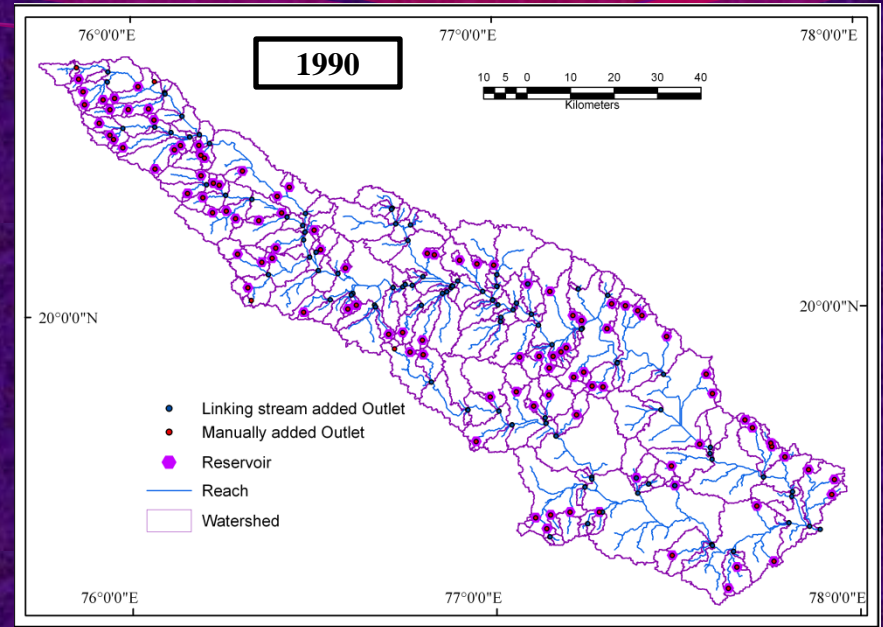 76°0'0"E
77°0'0"E
78°0'0"E
1990
10 5 0 10 20 30 40
Kilometers
20°0'0"N
20°0'0"N
Linking stream added Outlet
Manually added Outlet
Reservoir
Reach
Watershed
76°0'0"E
77°0'0"E
78°0'0"E